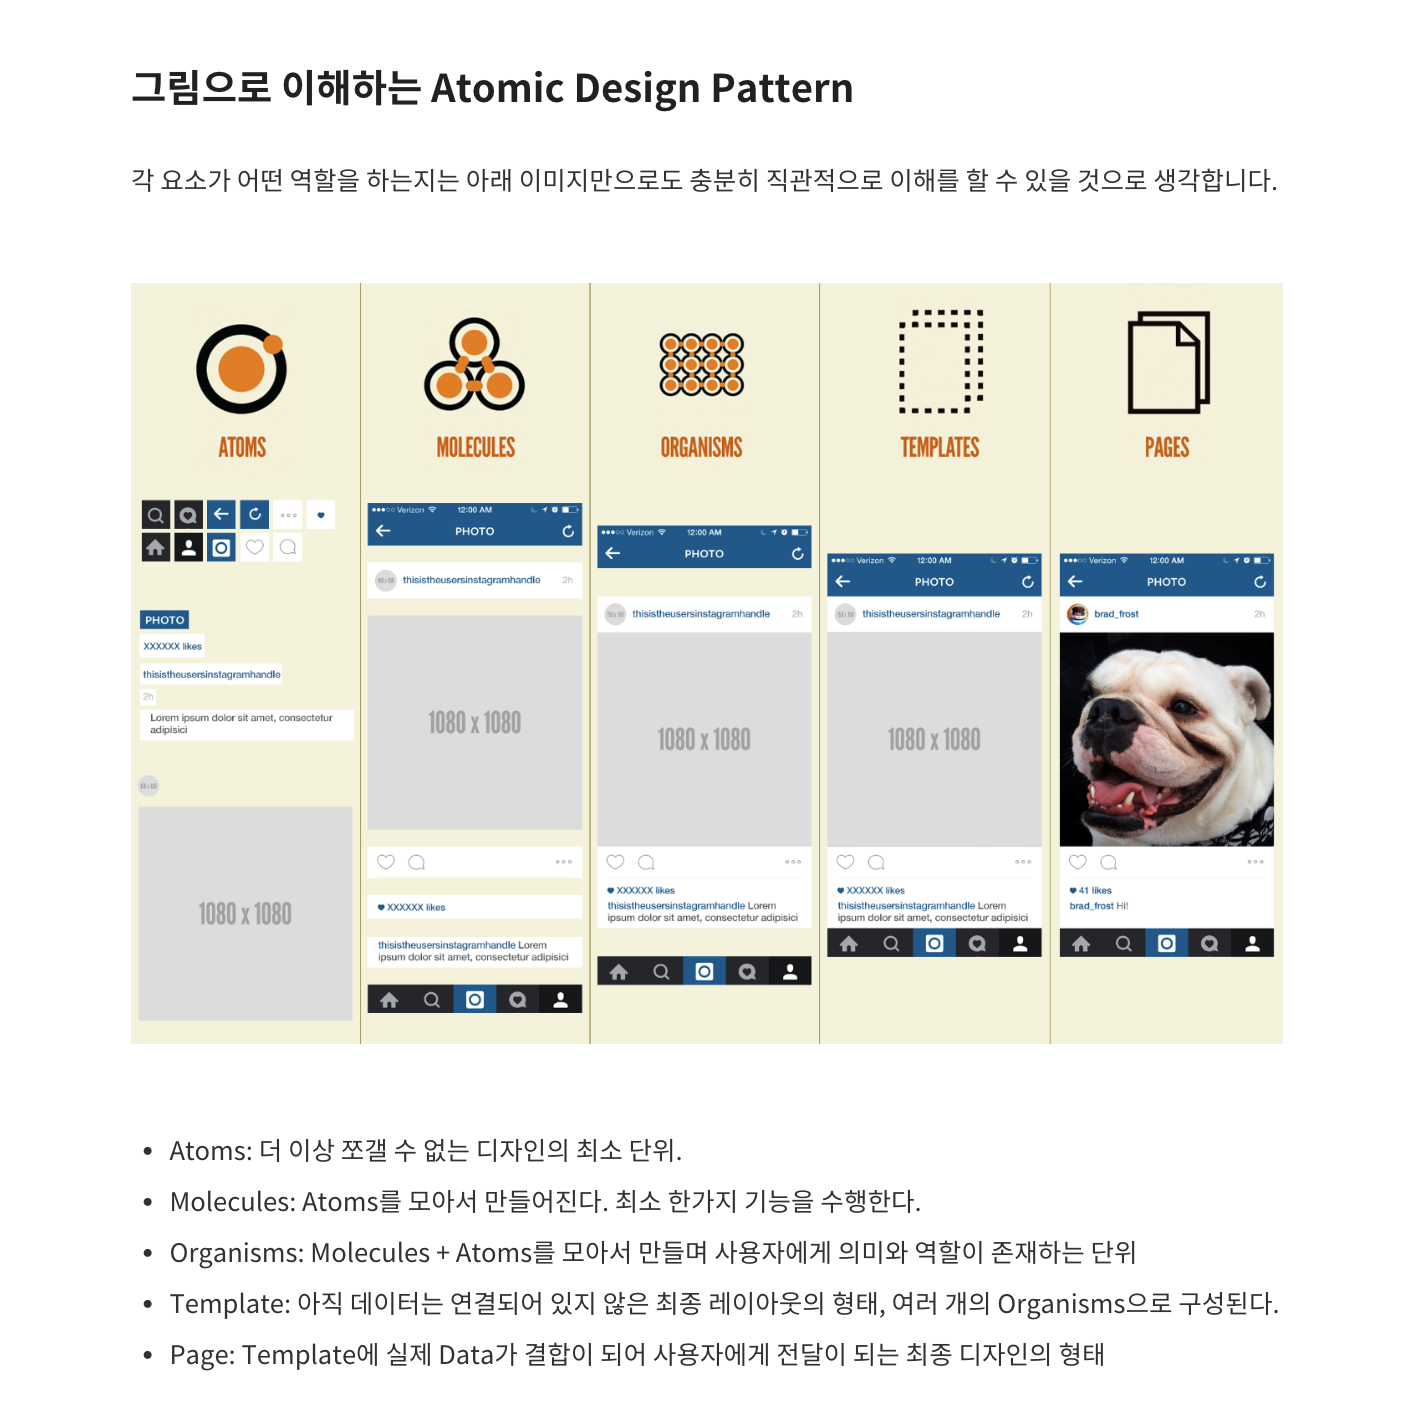 그림으로 이해하는 Atomic Design Pattern
각 요소가 어떤 역할을 하는지는 아래 이미지만으로도 충분히 직관적으로 이해를 할 수 있을 것으로 생각합니다.
ATOMS
PHOTO
XXXXXX likes
thisistheusersinstagramhandle
2h
Lorem ipsum dolor sit amet, consectetur
adipisici
1080 x 1080
MOLECULES
Verizon 12:00 AM
PHOTO
thisistheusersinstagramhandle 2h
1080 x 1080
XXXXXX likes
thisistheusersinstagramhandle Lorem
ipsum dolor sit amet, consectetur adipisici
ORGANISMS
Verizon 12:00 AM
PHOTO
thisistheusersinstagramhandle 2h
1080 x 1080
XXXXXX likes
thisistheusersinstagramhandle Lorem
ipsum dolor sit amet, consectetur adipisici
TEMPLATES
Verizon 12:00 AM
PHOTO
thisistheusersinstagramhandle 2h
1080 x 1080
XXXXXX likes
thisistheusersinstagramhandle Lorem
ipsum dolor sit amet, consectetur adipisici
PAGES
Verizon 12:00 AM
PHOTO
brad_frost 2h
41 likes
brad_frost Hi!
• Atoms: 더 이상 쪼갤 수 없는 디자인의 최소 단위.
• Molecules: Atoms를 모아서 만들어진다. 최소 한가지 기능을 수행한다.
• Organisms: Molecules + Atoms를 모아서 만들며 사용자에게 의미와 역할이 존재하는 단위
• Template: 아직 데이터는 연결되어 있지 않은 최종 레이아웃의 형태, 여러 개의 Organisms으로 구성된다.
• Page: Template에 실제 Data가 결합이 되어 사용자에게 전달이 되는 최종 디자인의 형태